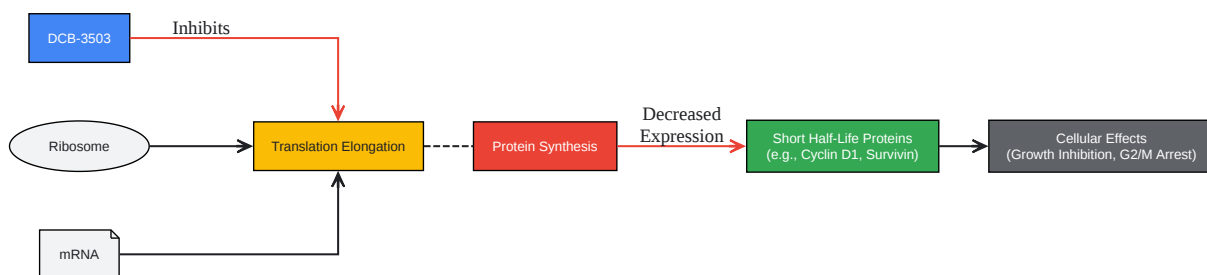 DCB-3503
Inhibits
Ribosome
Translation Elongation
Protein Synthesis
Decreased
Expression
Short Half-Life Proteins
(e.g., Cyclin D1, Survivin)
Cellular Effects
(Growth Inhibition, G2/M Arrest)
mRNA